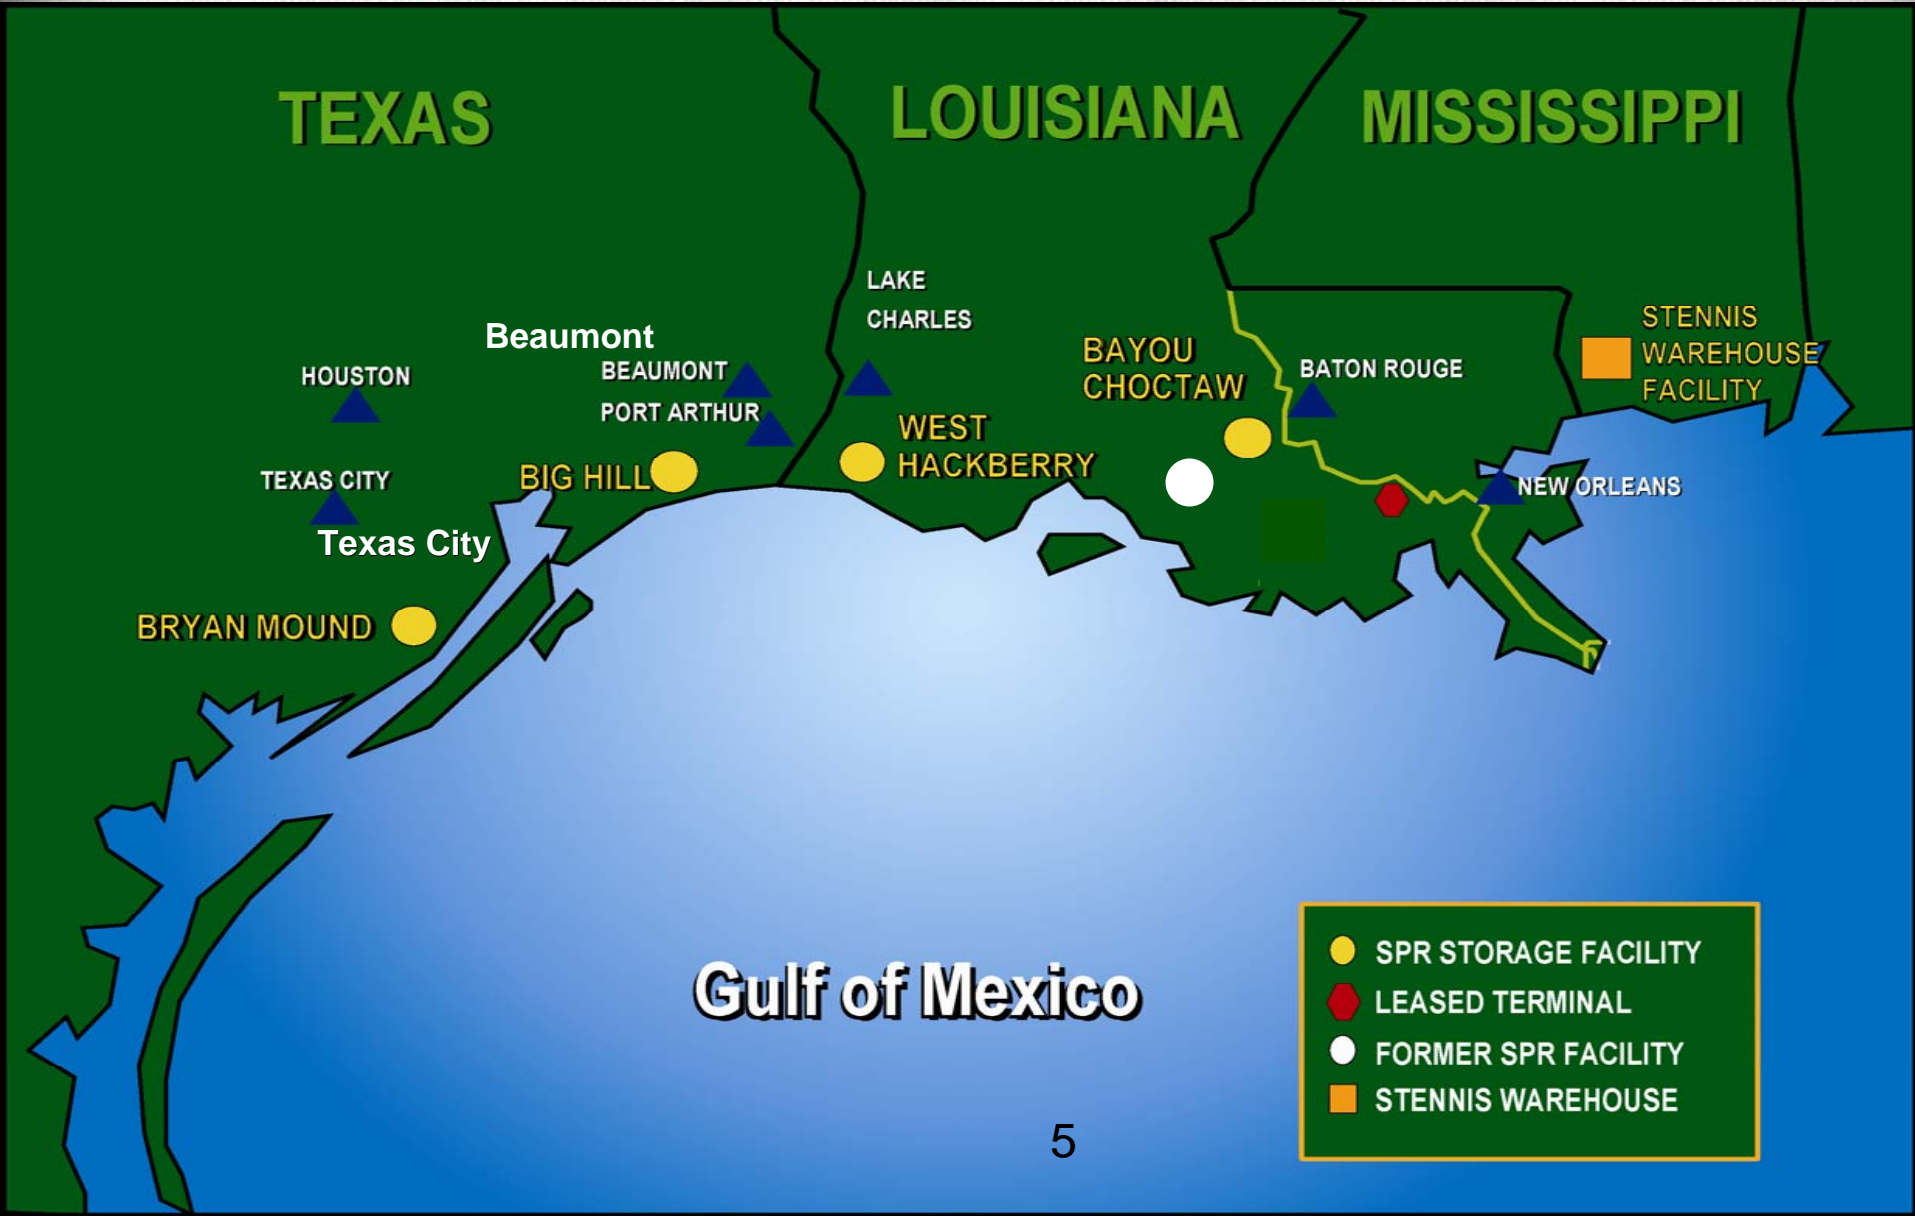 TEXAS
LOUISIANA
MISSISSIPPI
LAKE
CHARLES
Beaumont
HOUSTON
BEAUMONT
PORT ARTHUR
BAYOU
CHOCTAW
BATON ROUGE
STENNIS
WAREHOUSE
FACILITY
WEST
HACKBERRY
TEXAS CITY
BIG HILL
NEW ORLEANS
Texas City
BRYAN MOUND
Gulf of Mexico
SPR STORAGE FACILITY
LEASED TERMINAL
FORMER SPR FACILITY
STENNIS WAREHOUSE
5